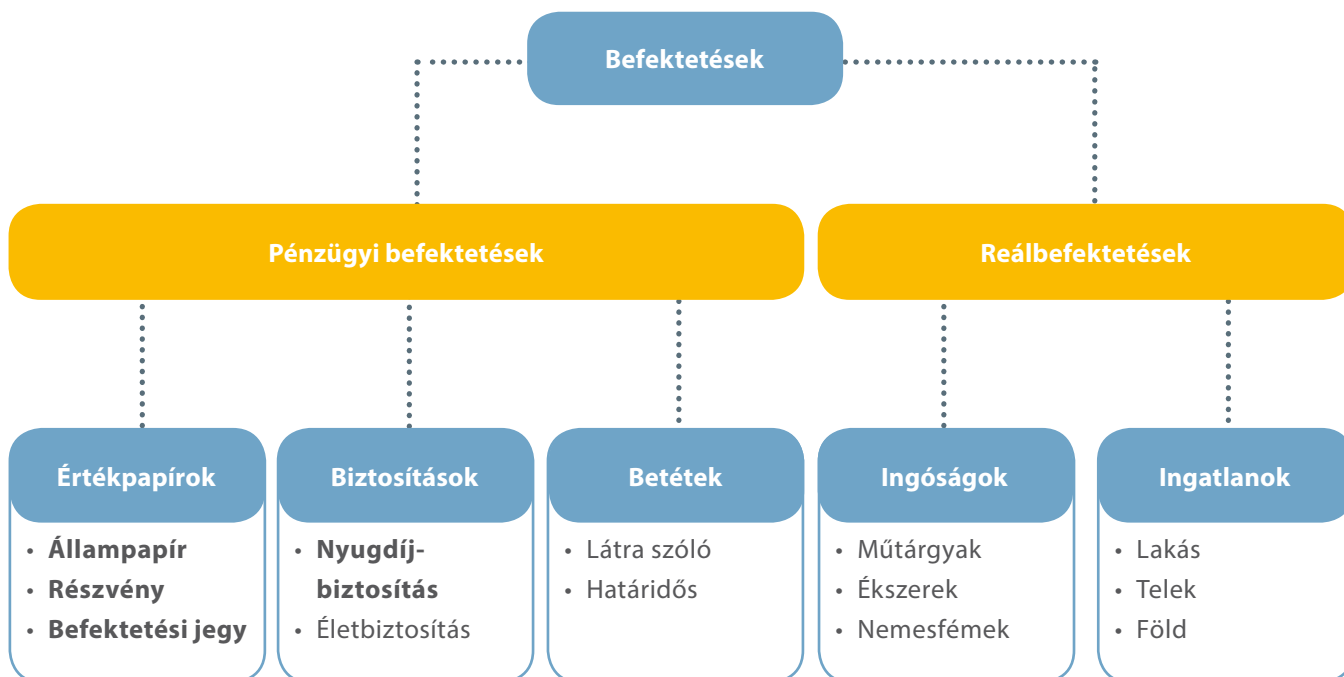 Befektetések
Pénzügyi befektetések
Reálbefektetések
Értékpapírok
• Állampapír
• Részvény
• Befektetési jegy
Biztosítások
• Nyugdíj-
biztosítás
• Életbiztosítás
Betétek
• Látra szóló
• Határidős
Ingóságok
• Műtárgyak
• Ékszerek
• Nemesfémek
Ingatlanok
• Lakás
• Telek
• Föld